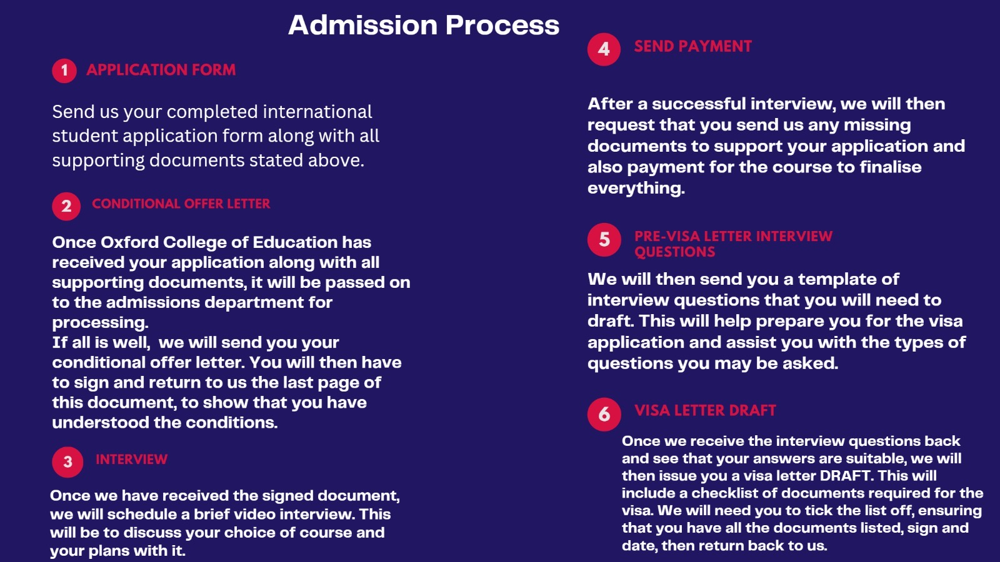 Admission Process
1 APPLICATION FORM
Send us your completed international
student application form along with all
supporting documents stated above.
2 CONDITIONAL OFFER LETTER
Once Oxford College of Education has
received your application along with all
supporting documents, it will be passed on
to the admissions department for
processing.
If all is well,  we will send you your
conditional offer letter. You will then have
to sign and return to us the last page of
this document, to show that you have
understood the conditions.
3 INTERVIEW
Once we have received the signed document,
we will schedule a brief video interview. This
will be to discuss your choice of course and
your plans with it.
4 SEND PAYMENT
After a successful interview, we will then
request that you send us any missing
documents to support your application and
also payment for the course to finalise
everything.
5 PRE-VISA LETTER INTERVIEW
QUESTIONS
We will then send you a template of
interview questions that you will need to
draft. This will help prepare you for the visa
application and assist you with the types of
questions you may be asked.
6 VISA LETTER DRAFT
Once we receive the interview questions back
and see that your answers are suitable, we will
then issue you a visa letter DRAFT. This will
include a checklist of documents required for the
visa. We will need you to tick the list off, ensuring
that you have all the documents listed, sign and
date, then return back to us.